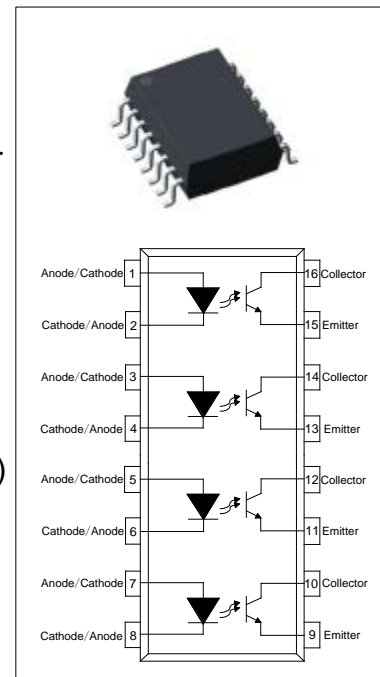 Anode/Cathode 1 16 Collector
Cathode/Anode 2 15 Emitter
Anode/Cathode 3 14 Collector
Cathode/Anode 4 13 Emitter
)
Anode/Cathode 5 12 Collector
Cathode/Anode 6 11 Emitter
Anode/Cathode 7 10 Collector
Cathode/Anode 8 9 Emitter